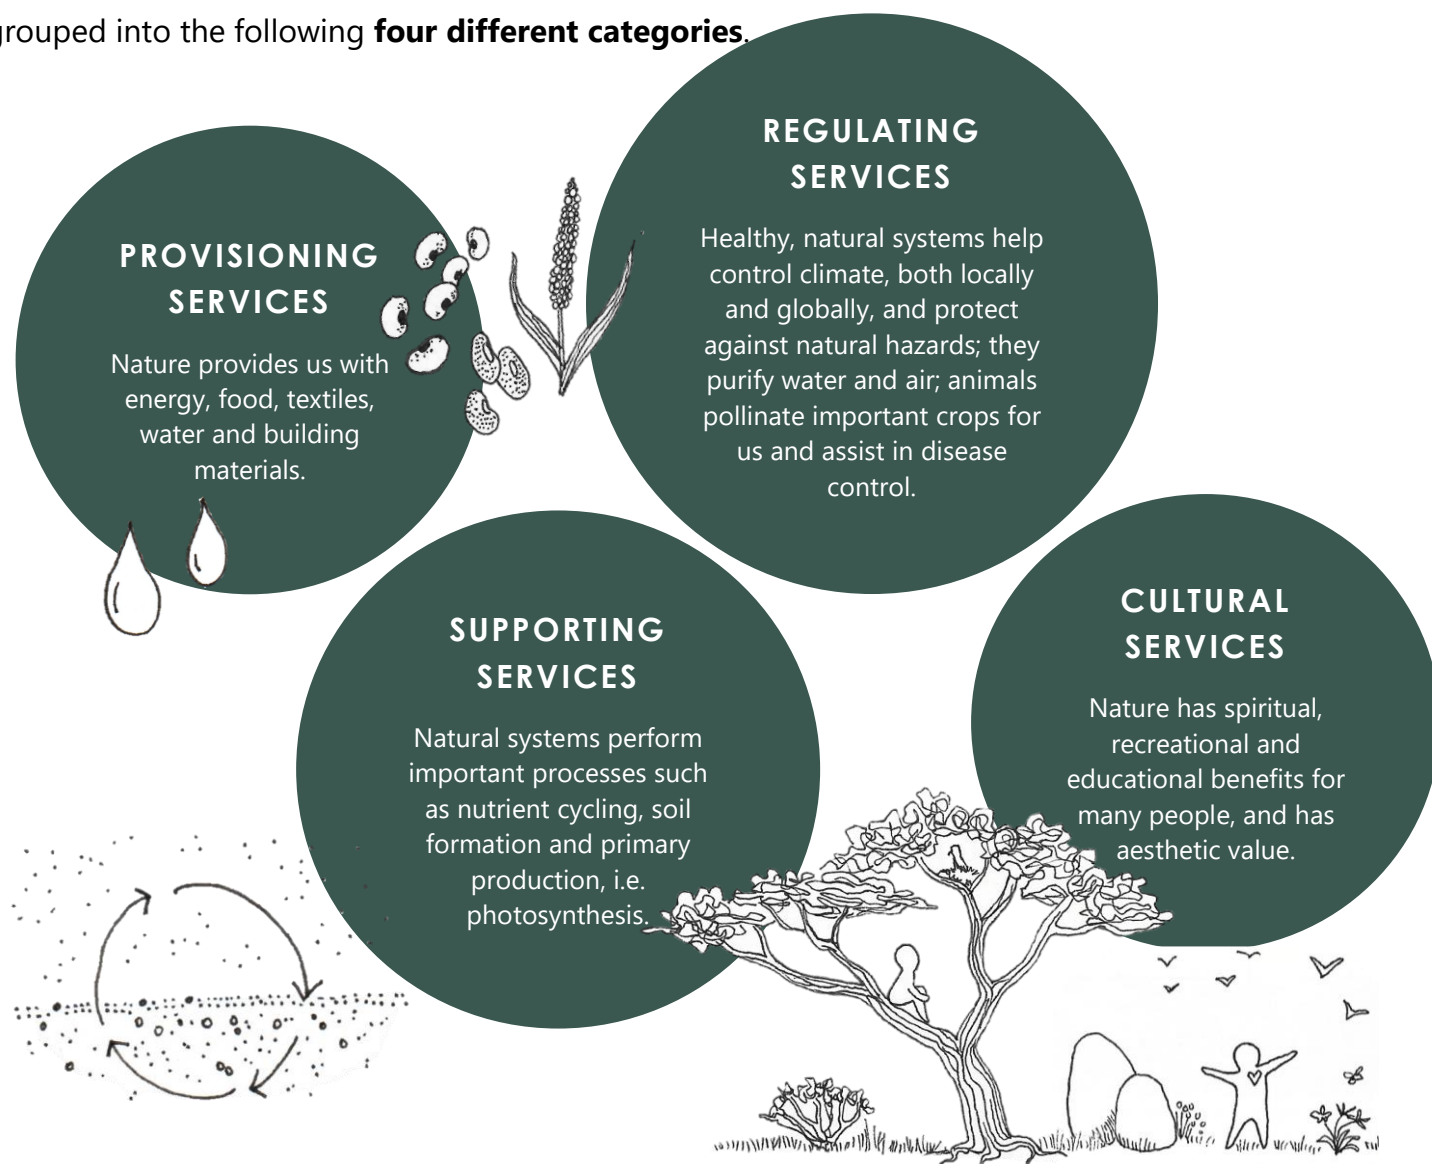 grouped into the following four different categories.
PROVISIONING
SERVICES
Nature provides us with
energy, food, textiles,
water and building
materials.
REGULATING
SERVICES
Healthy, natural systems help
control climate, both locally
and globally, and protect
against natural hazards; they
purify water and air; animals
pollinate important crops for
us and assist in disease
control.
SUPPORTING
SERVICES
Natural systems perform
important processes such
as nutrient cycling, soil
formation and primary
production, i.e.
photosynthesis.
CULTURAL
SERVICES
Nature has spiritual,
recreational and
educational benefits for
many people, and has
aesthetic value.